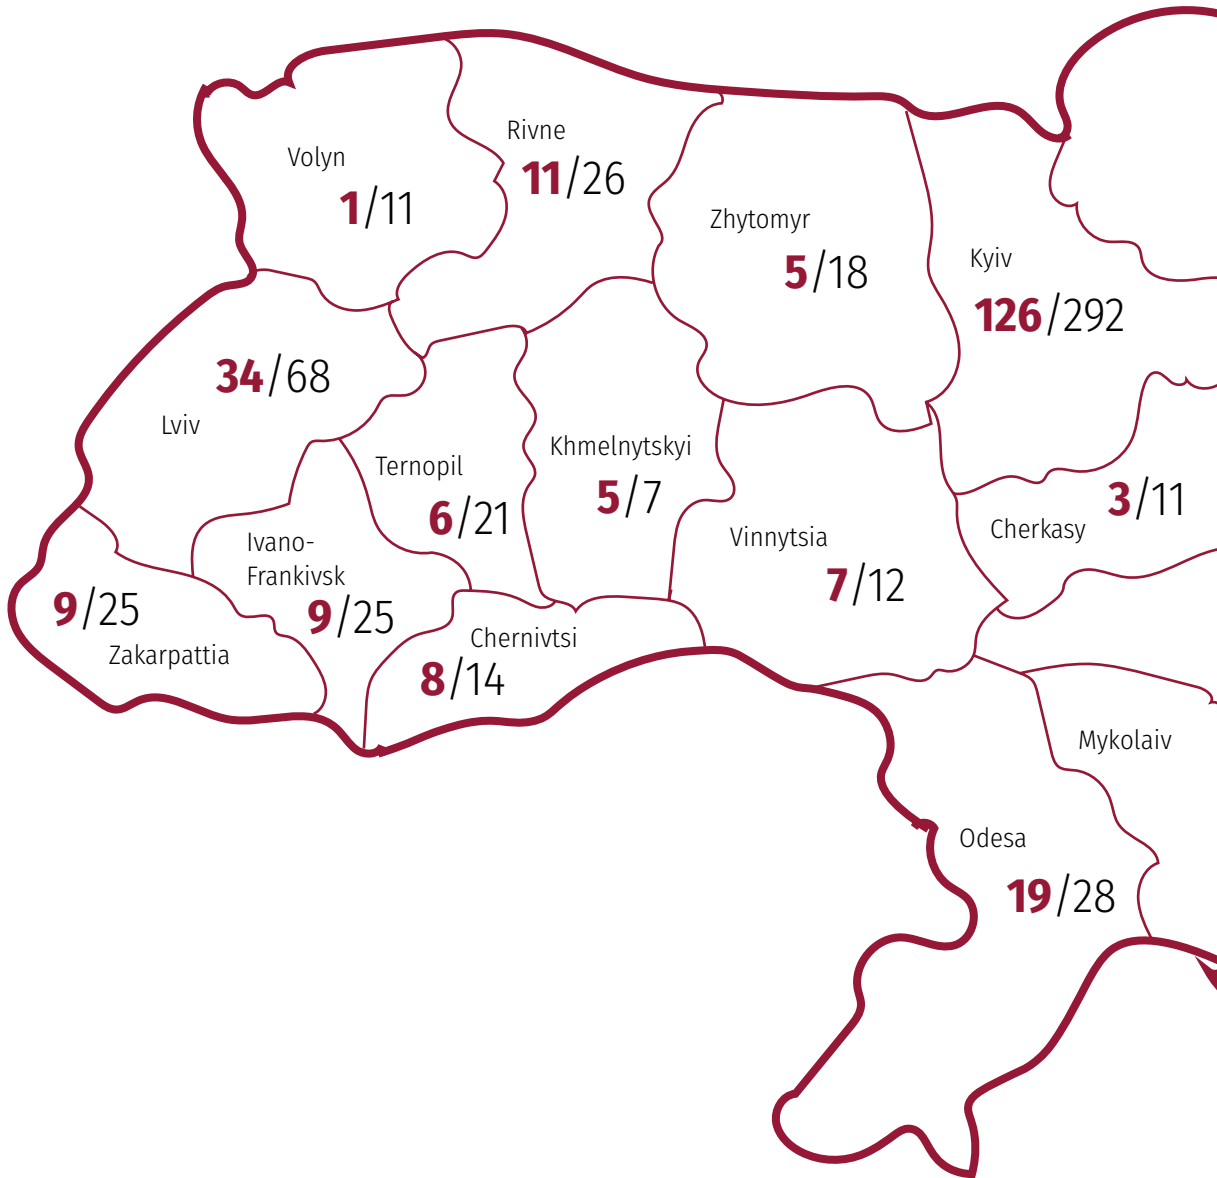 Rivne
11/26
Volyn
1/11
Zhytomyr
5/18
Kyiv
126/292
34/68
Lviv
Ternopil
6/21
Khmelnytskyi
5/7
3/11
Cherkasy
Vinnytsia
7/12
Ivano-
Frankivsk
9/25
9/25
Zakarpattia
Chernivtsi
8/14
Mykolaiv
Odesa
19/28